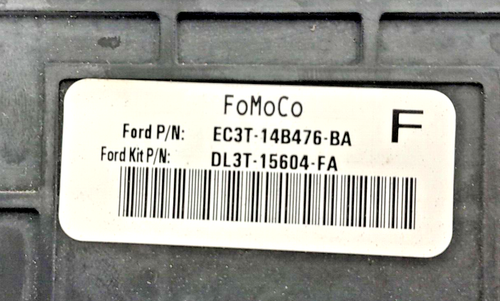 FoMoCo
F
Ford P/N: EC3T-14B476-BA
Ford Kit P/N: DL3T-15604-FA